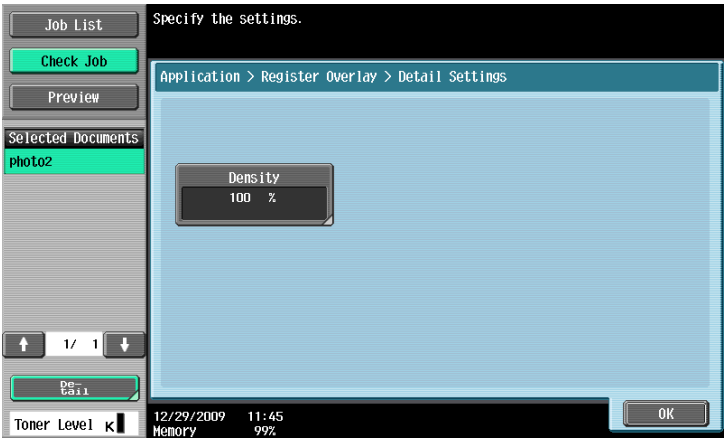 Job List
Check Job
Preview
Selected Documents
photo2
1/ 1
De-
tail
Toner Level K
Specify the settings.
Application > Register Overlay > Detail Settings
Density
100 %
12/29/2009 11:45
Memory 99%
OK